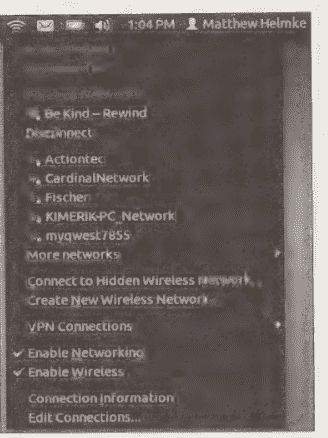 1:04 PM Matthew Helmke
Be Kind – Rewind
Disconnect
Actiontec
CardinalNetwork
Fischer
KIMERIK-PC_Network
myqwest7855
More networks
Connect to Hidden Wireless Network
Create New Wireless Network
VPN Connections
Enable Networking
Enable Wireless
Connection Information
Edit Connections...